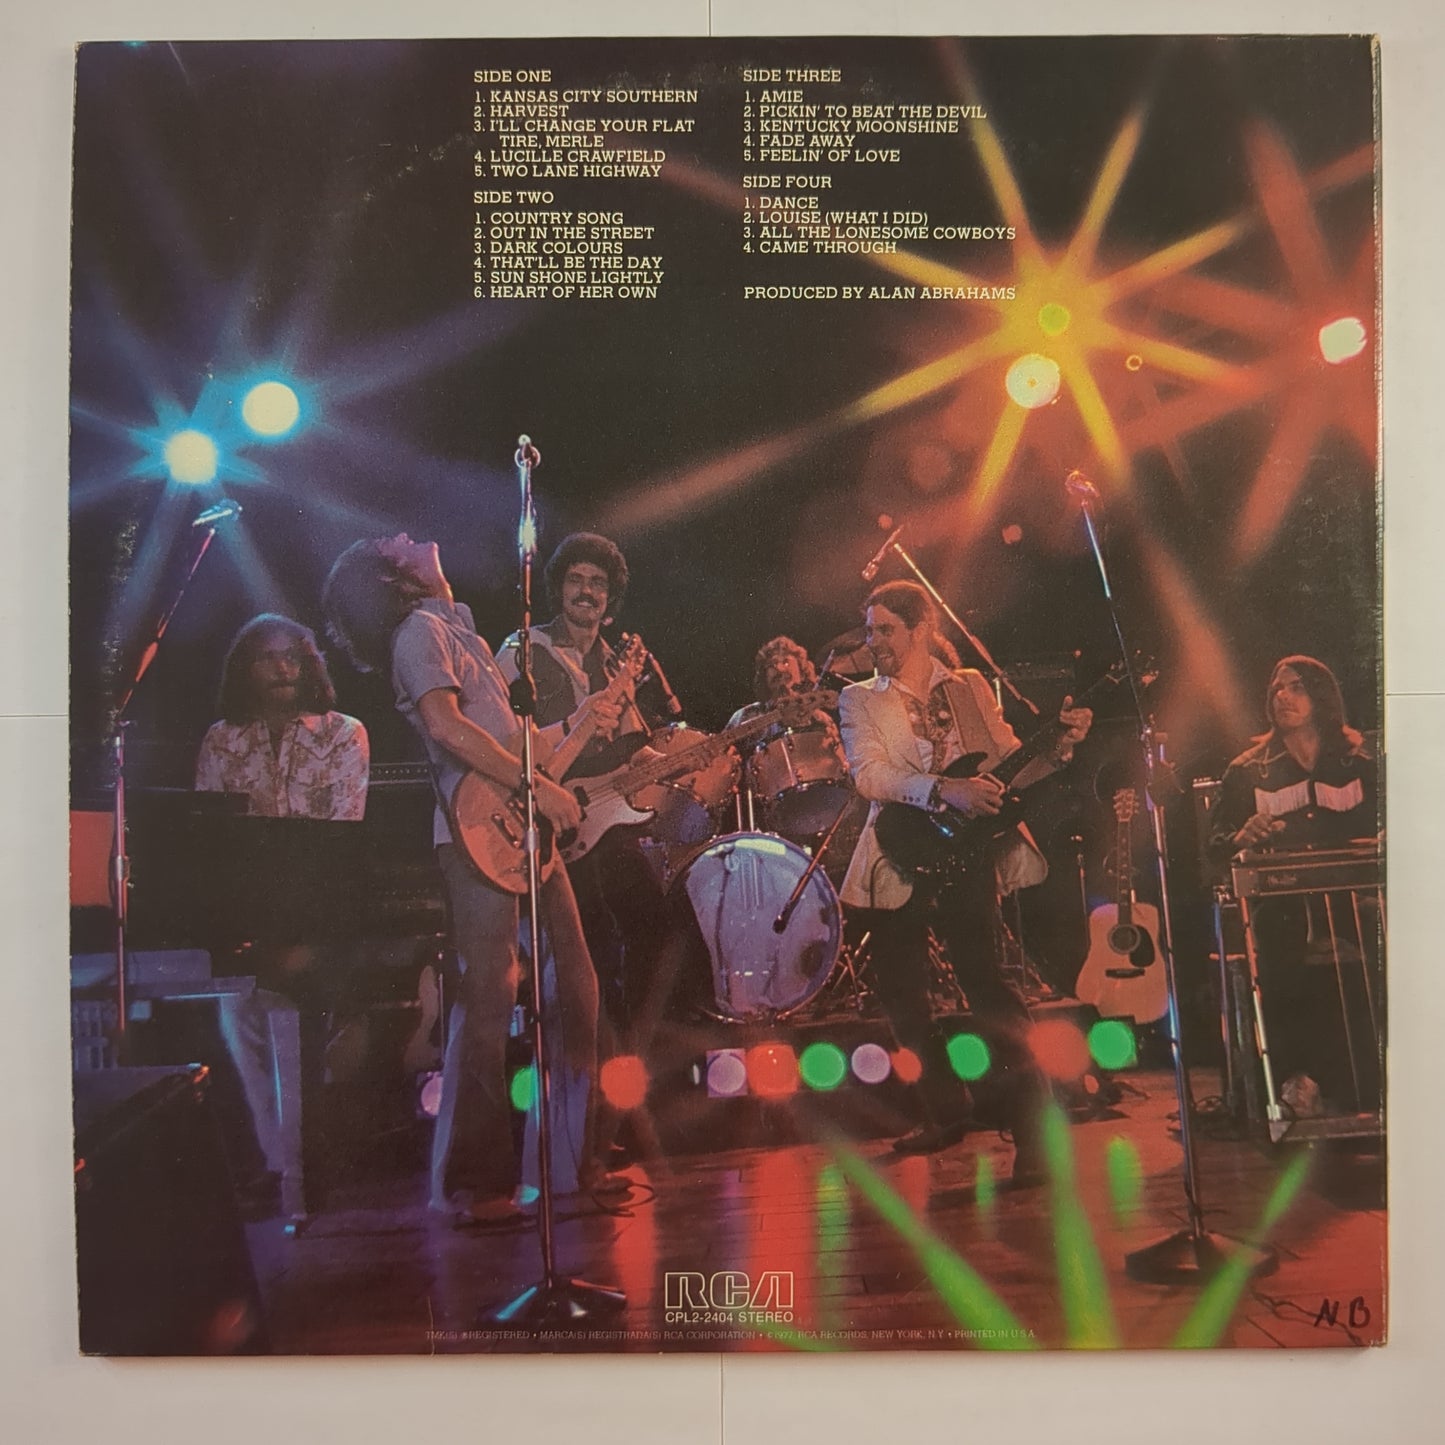 SIDE ONE
1. KANSAS CITY SOUTHERN
2. HARVEST
3. I'LL CHANGE YOUR FLAT
TIRE, MERLE
4. LUCILLE CRAWFIELD
5. TWO LANE HIGHWAY
SIDE TWO
1. COUNTRY SONG
2. OUT IN THE STREET
3. DARK COLOURS
4. THAT'LL BE THE DAY
5. SUN SHONE LIGHTLY
6. HEART OF HER OWN
SIDE THREE
1. AMIE
2. PICKIN' TO BEAT THE DEVIL
3. KENTUCKY MOONSHINE
4. FADE AWAY
5. FEELIN' OF LOVE
SIDE FOUR
1. DANCE
2. LOUISE (WHAT I DID)
3. ALL THE LONESOME COWBOYS
4. CAME THROUGH
PRODUCED BY ALAN ABRAHAMS
RCA
CPL2-2404 STEREO
TMK(S) ® REGISTERED • MARCA(S) REGISTRADA(S) RCA CORPORATION • ©1977, RCA RECORDS, NEW YORK, N.Y. • PRINTED IN U.S.A.
NB